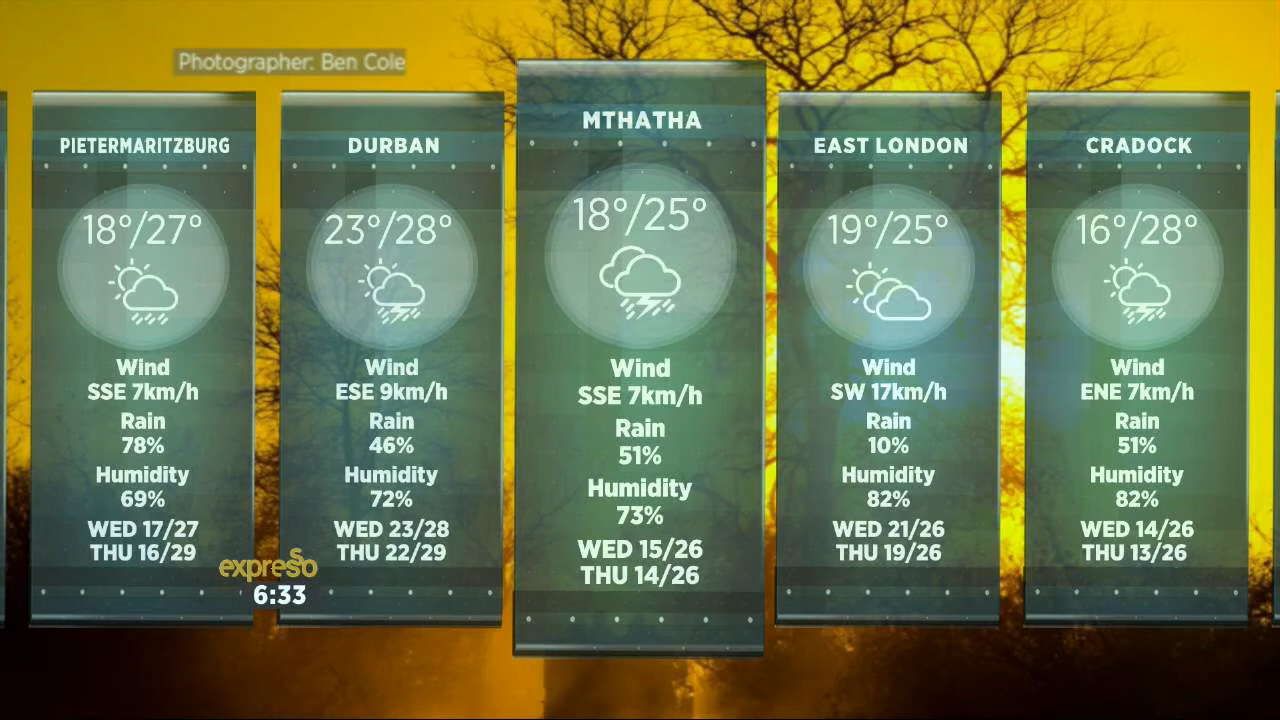 Photographer: Ben Cole
PIETERMARITZBURG
18°/27°
Wind
SSE 7km/h
Rain
78%
Humidity
69%
WED 17/27
THU 16/29
DURBAN
23°/28°
Wind
ESE 9km/h
Rain
46%
Humidity
72%
WED 23/28
THU 22/29
MTHATHA
18°/25°
Wind
SSE 7km/h
Rain
51%
Humidity
73%
WED 15/26
THU 14/26
EAST LONDON
19°/25°
Wind
SW 17km/h
Rain
10%
Humidity
82%
WED 21/26
THU 19/26
CRADOCK
16°/28°
Wind
ENE 7km/h
Rain
51%
Humidity
82%
WED 14/26
THU 13/26
expresso
6:33